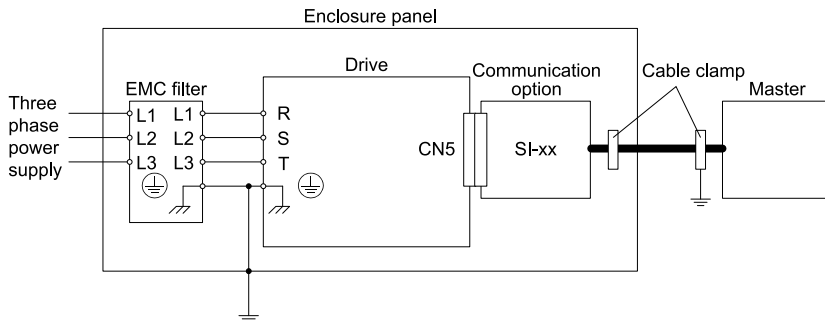 Enclosure panel
Drive
Communication
option
Cable clamp
Master
EMC filter
Three
phase
power
supply
L1 L1 R
L2 L2 S
L3 L3 T
CN5
SI-xx